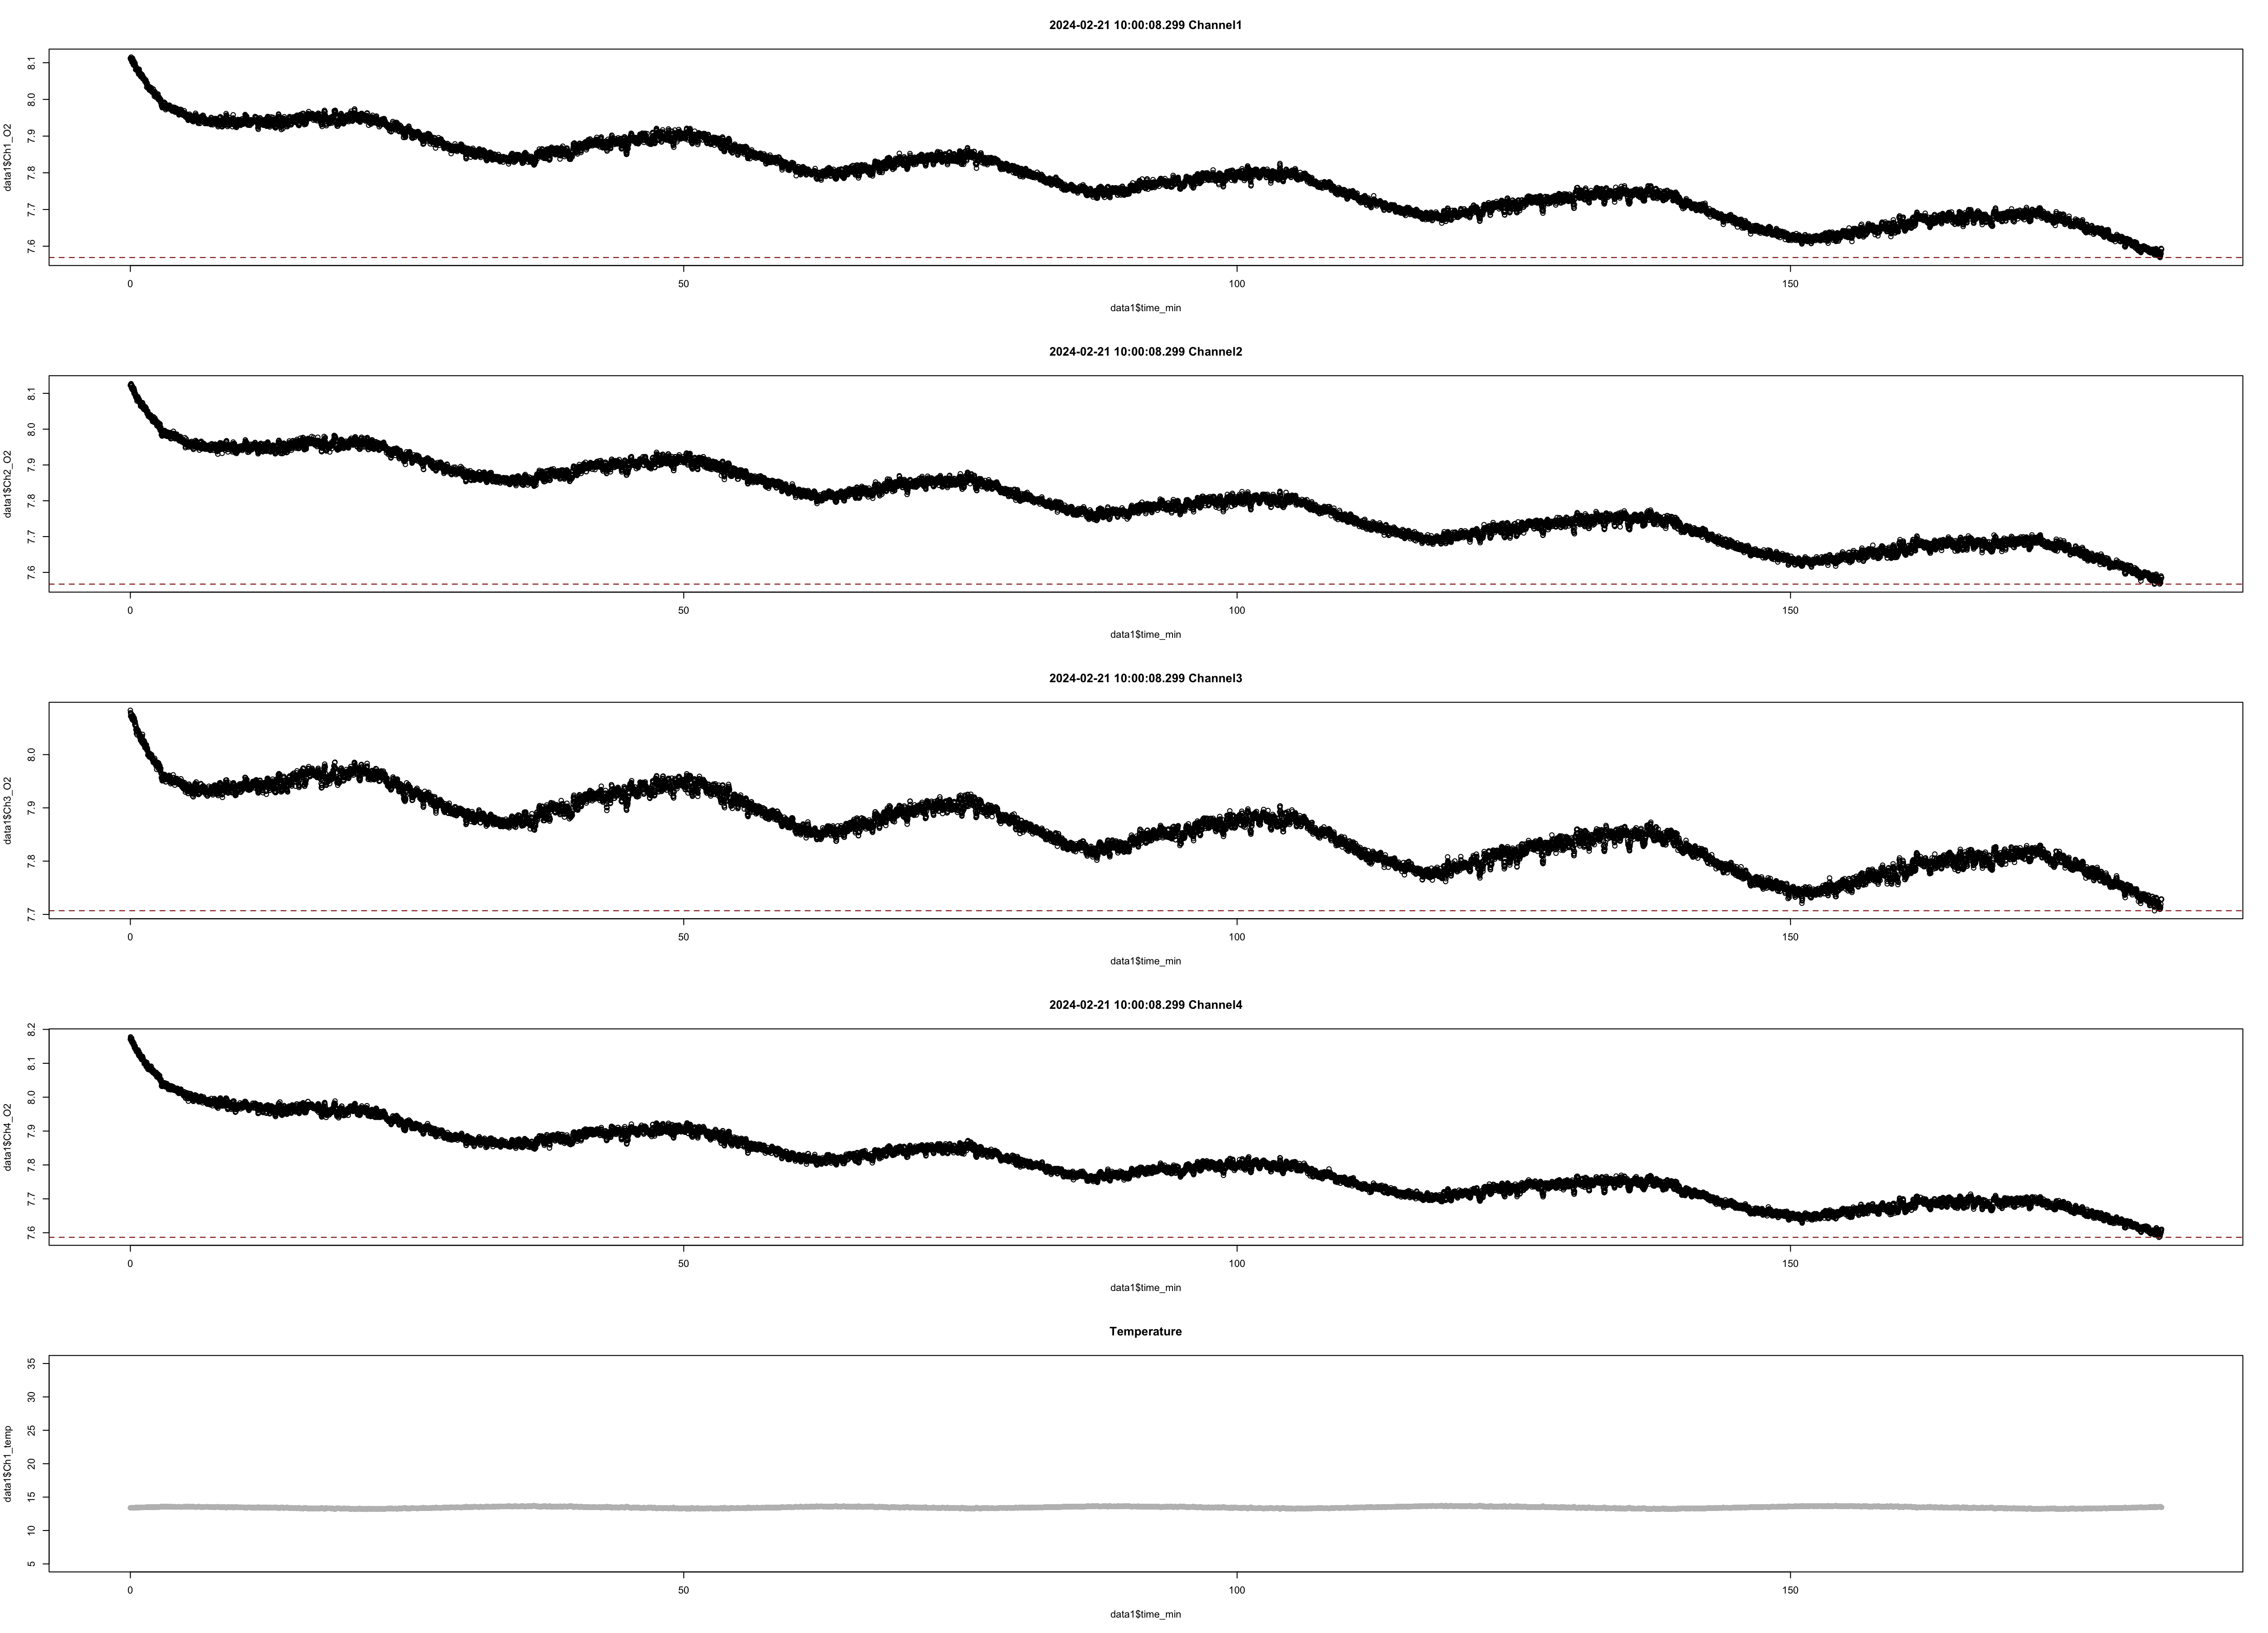 2024-02-21 10:00:08.299 Channel1
data1$Ch1_O2
8.1
8.0
7.9
7.8
7.7
7.6
0 50 100 150
data1$time_min
2024-02-21 10:00:08.299 Channel2
data1$Ch2_O2
8.1
8.0
7.9
7.8
7.7
7.6
0 50 100 150
data1$time_min
2024-02-21 10:00:08.299 Channel3
data1$Ch3_O2
8.0
7.9
7.8
7.7
0 50 100 150
data1$time_min
2024-02-21 10:00:08.299 Channel4
data1$Ch4_O2
8.2
8.1
8.0
7.9
7.8
7.7
7.6
0 50 100 150
data1$time_min
Temperature
data1$Ch1_temp
35
30
25
20
15
10
5
0 50 100 150
data1$time_min